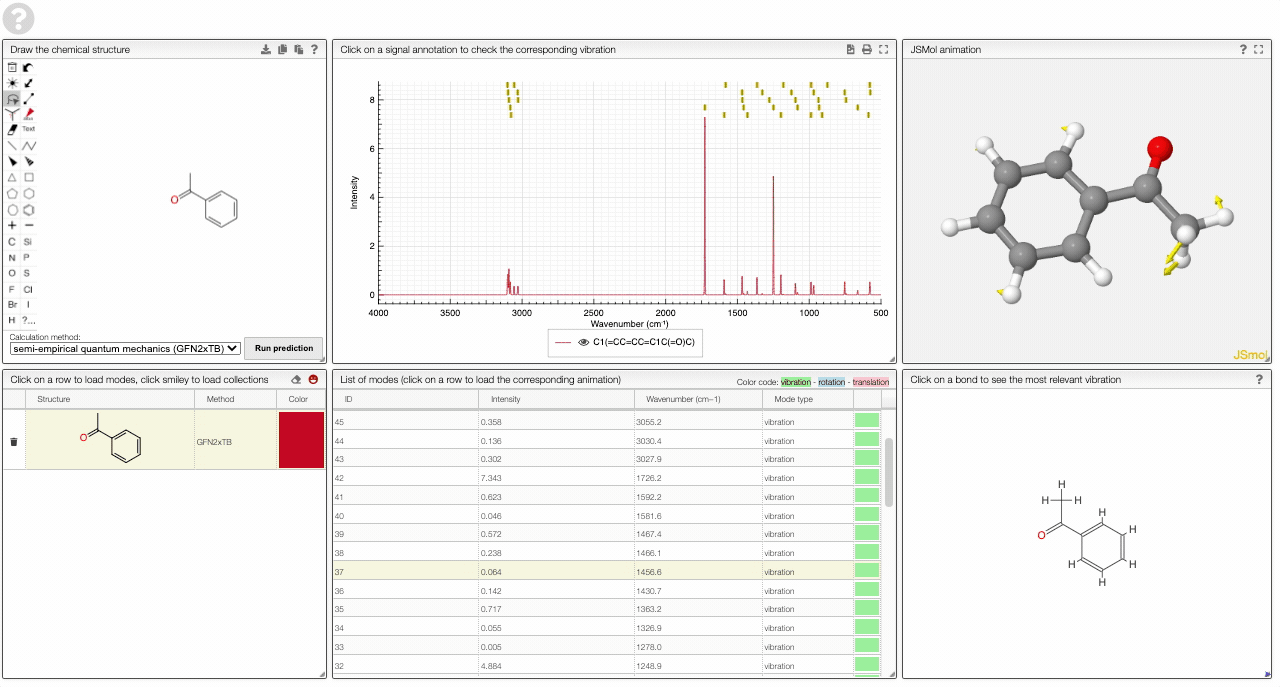 ?
Draw the chemical structure
?
Text
C Si
N P
O S
F Cl
Br I
H ?...
O
Calculation method:
semi-empirical quantum mechanics (GFN2xTB)
Run prediction
Click on a signal annotation to check the corresponding vibration
8
6
4
2
0
Intensity
4000 3500 3000 2500 2000 1500 1000 500
Wavenumber (cm-1)
C1(=CC=CC=C1C(=O)C)
JSMol animation
?
JSmol
Click on a row to load modes, click smiley to load collections
Structure Method Color
O
GFN2xTB
List of modes (click on a row to load the corresponding animation)
Color code: vibration - rotation - translation
ID Intensity Wavenumber (cm−1) Mode type
45 0.358 3055.2 vibration
44 0.136 3030.4 vibration
43 0.302 3027.9 vibration
42 7.343 1726.2 vibration
41 0.623 1592.2 vibration
40 0.046 1581.6 vibration
39 0.572 1467.4 vibration
38 0.238 1466.1 vibration
37 0.064 1456.6 vibration
36 0.142 1430.7 vibration
35 0.717 1363.2 vibration
34 0.055 1326.9 vibration
33 0.005 1278.0 vibration
32 4.884 1248.9 vibration
Click on a bond to see the most relevant vibration
?
H
H H
H
O H
H H
H